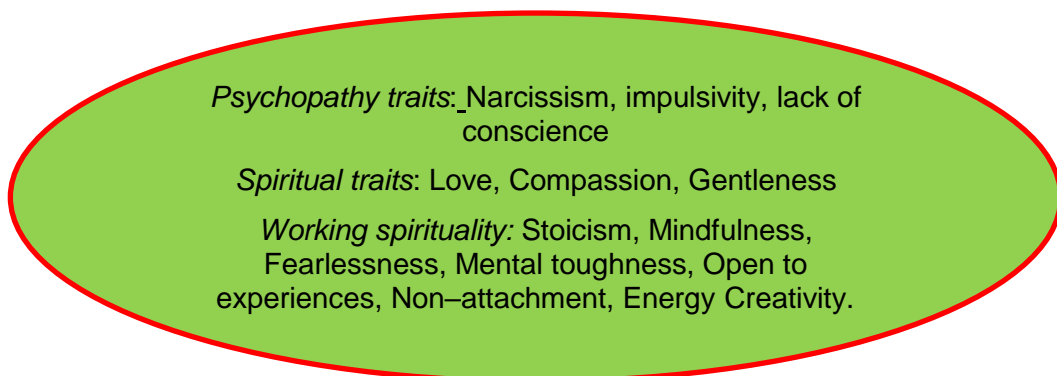 Psychopathy traits: Narcissism, impulsivity, lack of
conscience
Spiritual traits: Love, Compassion, Gentleness
Working spirituality: Stoicism, Mindfulness,
Fearlessness, Mental toughness, Open to
experiences, Non–attachment, Energy Creativity.